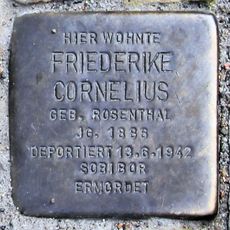 HIER WOHNTE
FRIEDERIKE
CORNELIUS
GEB. ROSENTHAL
JG. 1886
DEPORTIERT 13.6.1942
SOBIBOR
ERMORDET